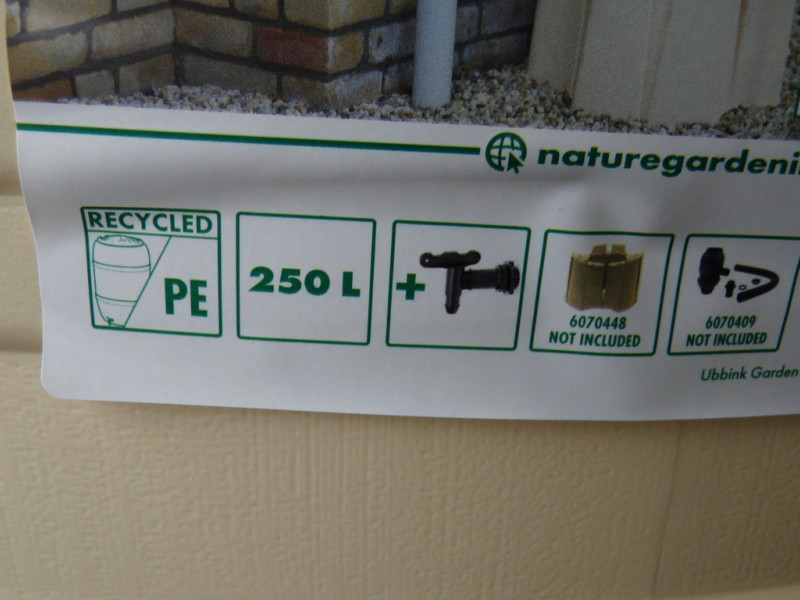 naturegardeni
RECYCLED
PE
250 L
+
6070448
NOT INCLUDED
6070409
NOT INCLUDED
Ubbink Garden